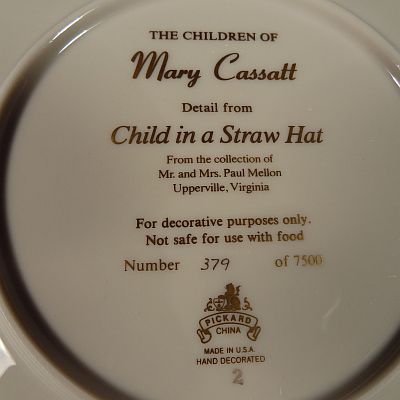 THE CHILDREN OF
Mary Cassatt
Detail from
Child in a Straw Hat
From the collection of
Mr. and Mrs. Paul Mellon
Upperville, Virginia
For decorative purposes only.
Not safe for use with food
Number 379 of 7500
PICKARD
CHINA
MADE IN U.S.A.
HAND DECORATED
2